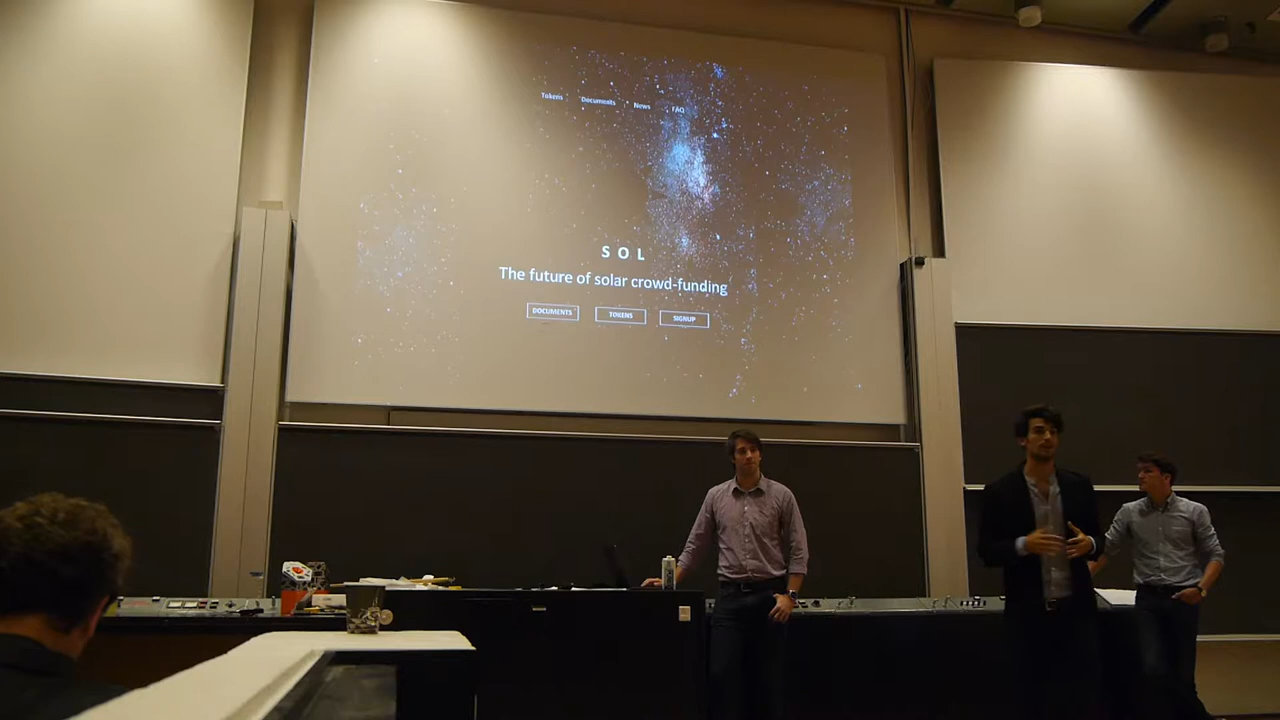 Tokens Documents News FAQ
SOL
The future of solar crowd-funding
DOCUMENTS TOKENS SIGNUP